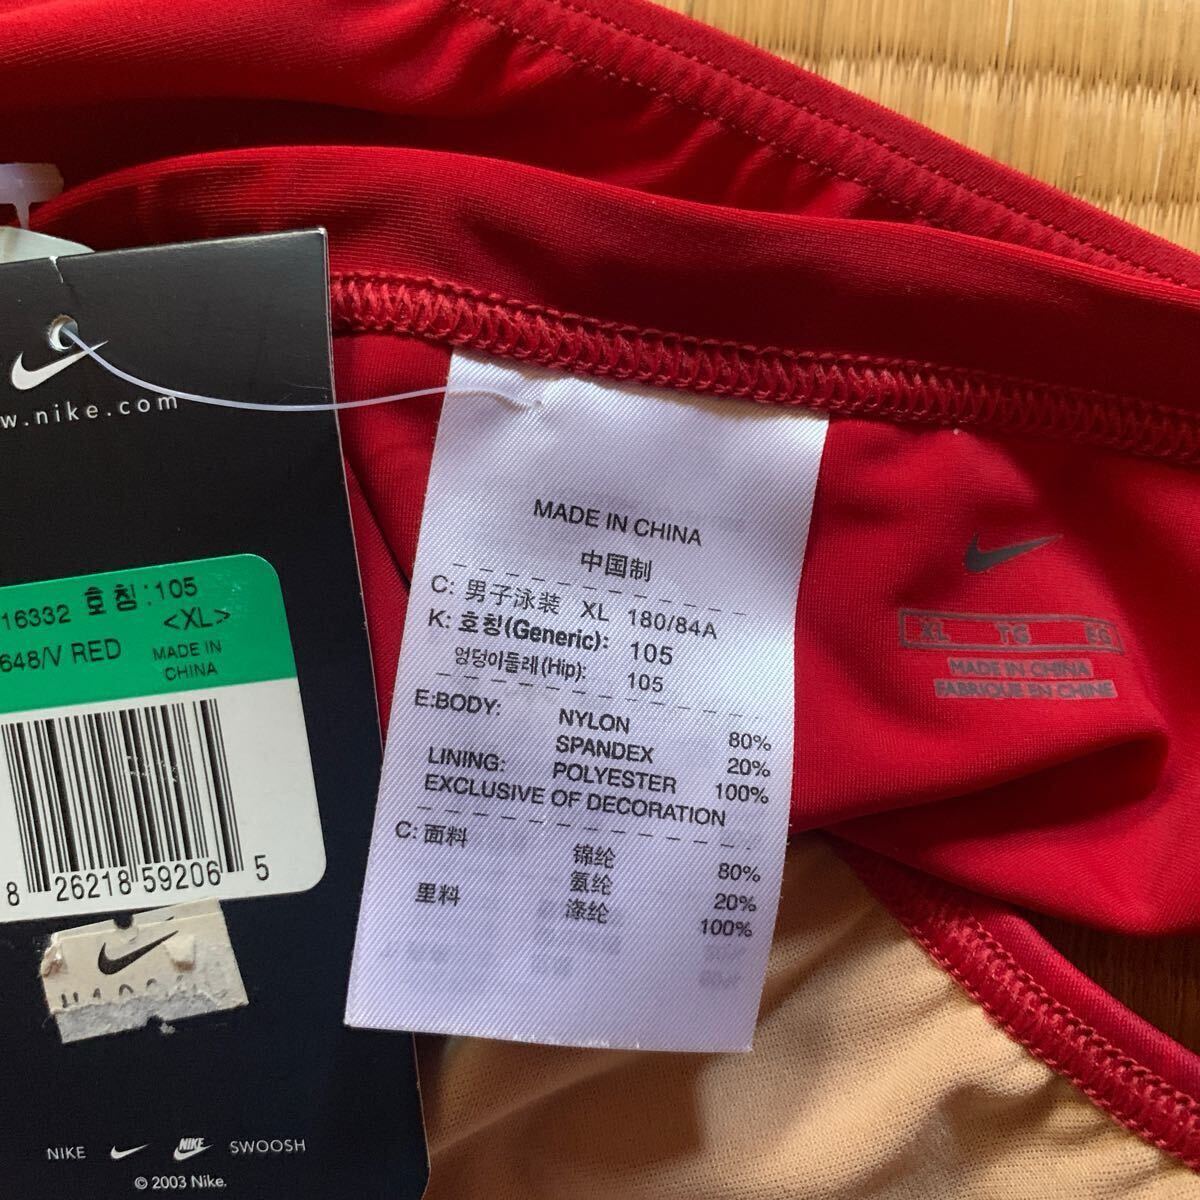 w.nike.com
16332 호칭:105
<XL>
648/V RED
MADE IN
CHINA
8 26218 59206 5
NIKE NIKE SWOOSH
© 2003 Nike.
MADE IN CHINA
中国制
C: 男子泳装 XL 180/84A
K: 호칭(Generic): 105
엉덩이둘레(Hip): 105
E:BODY: NYLON 80%
SPANDEX 20%
LINING: POLYESTER 100%
EXCLUSIVE OF DECORATION
C: 面料 锦纶 80%
氨纶 20%
里料 涤纶 100%
XL TG EG
MADE IN CHINA
FABRIQUE EN CHINE